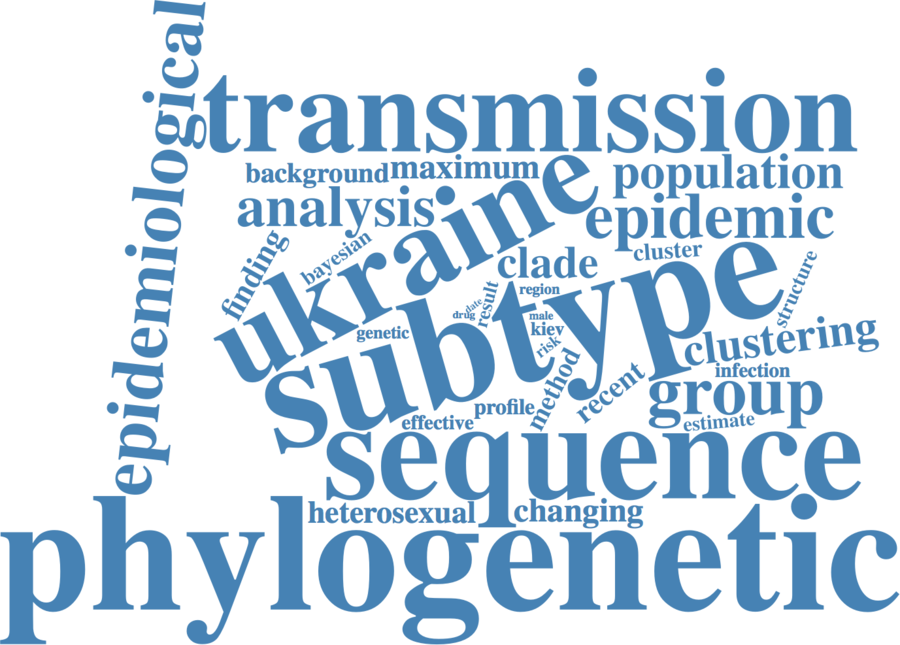 epidemiological
transmission
background
maximum
population
analysis
ukraine
epidemic
finding
bayesian
clade
cluster
subtype
structure
region
result
date
drug
male
genetic
kiev
risk
clustering
method
recent
infection
group
profile
effective
estimate
sequence
heterosexual
changing
phylogenetic